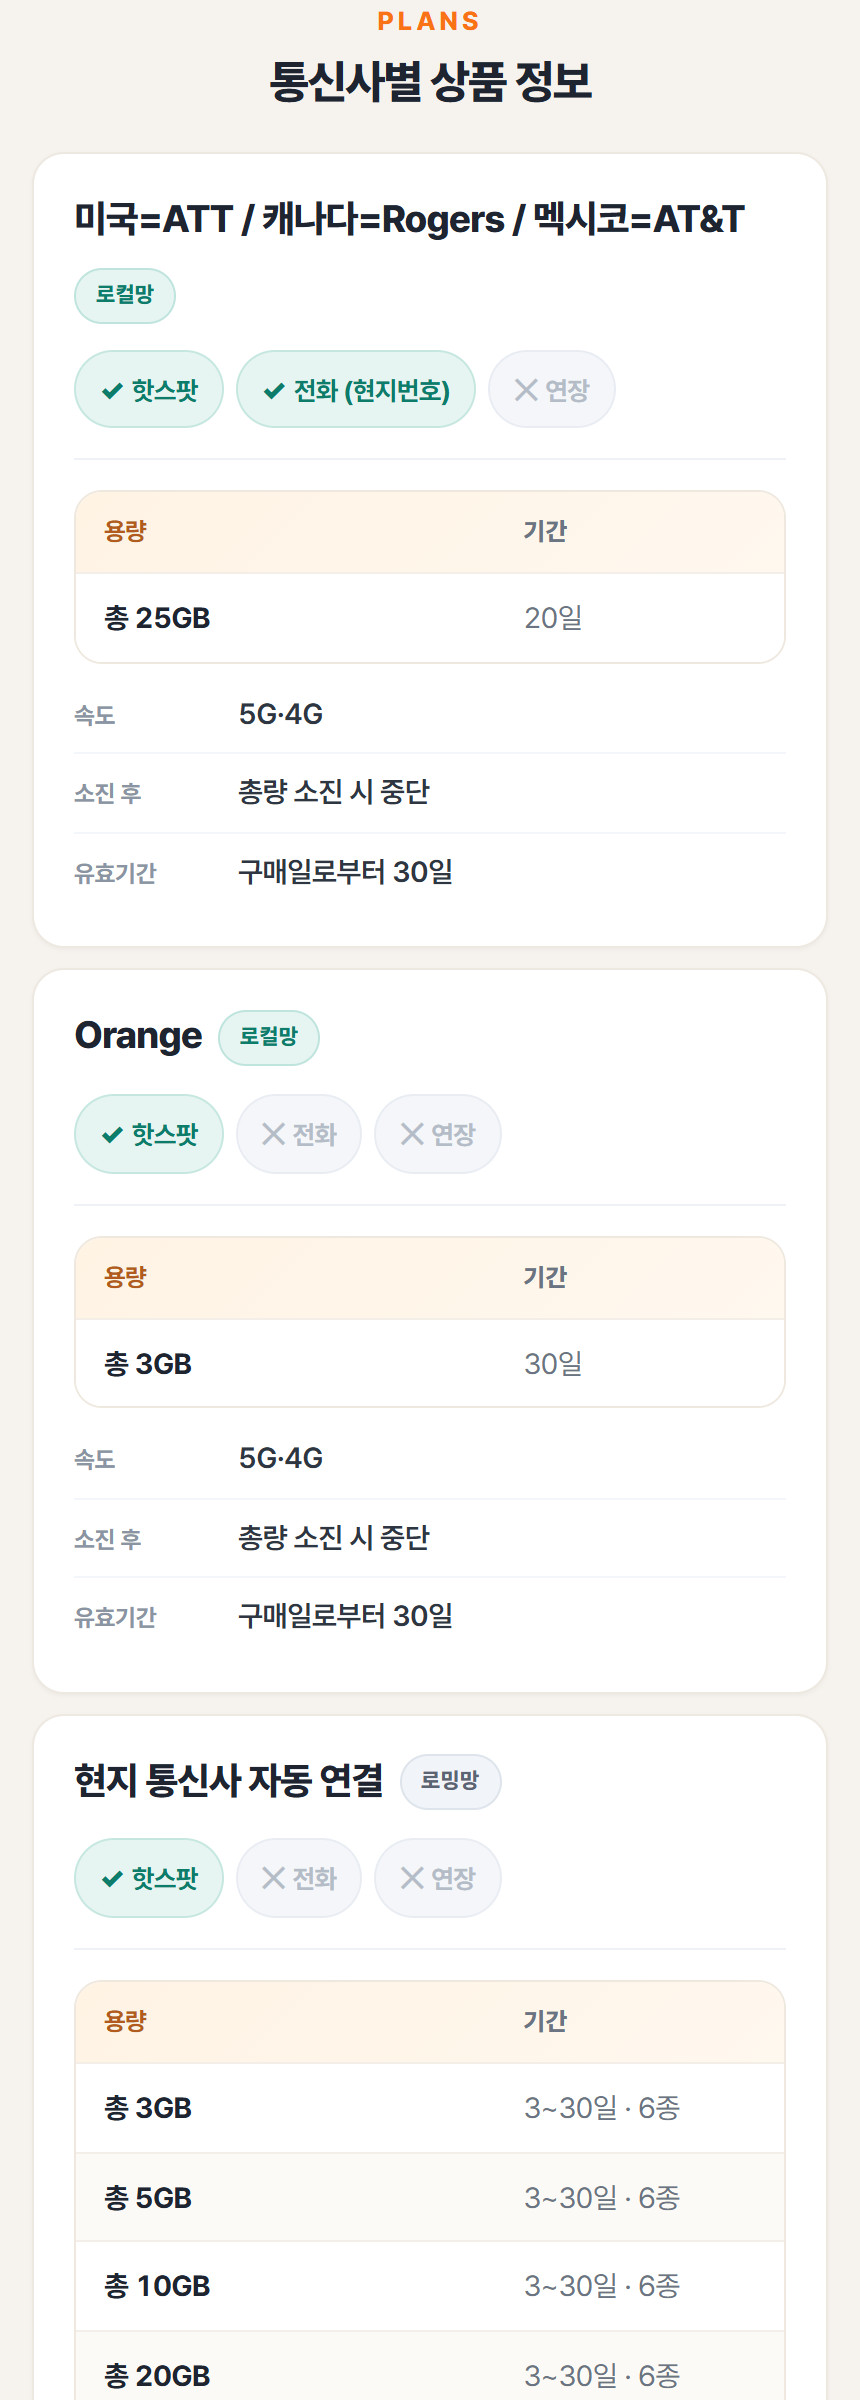 PLANS
통신사별 상품 정보
미국=ATT / 캐나다=Rogers / 멕시코=AT&T
로컬망
✓ 핫스팟 ✓ 전화 (현지번호) ✕ 연장
용량 기간
총 25GB 20일
속도 5G·4G
소진 후 총량 소진 시 중단
유효기간 구매일로부터 30일
Orange 로컬망
✓ 핫스팟 ✕ 전화 ✕ 연장
용량 기간
총 3GB 30일
속도 5G·4G
소진 후 총량 소진 시 중단
유효기간 구매일로부터 30일
현지 통신사 자동 연결 로밍망
✓ 핫스팟 ✕ 전화 ✕ 연장
용량 기간
총 3GB 3~30일 · 6종
총 5GB 3~30일 · 6종
총 10GB 3~30일 · 6종
총 20GB 3~30일 · 6종